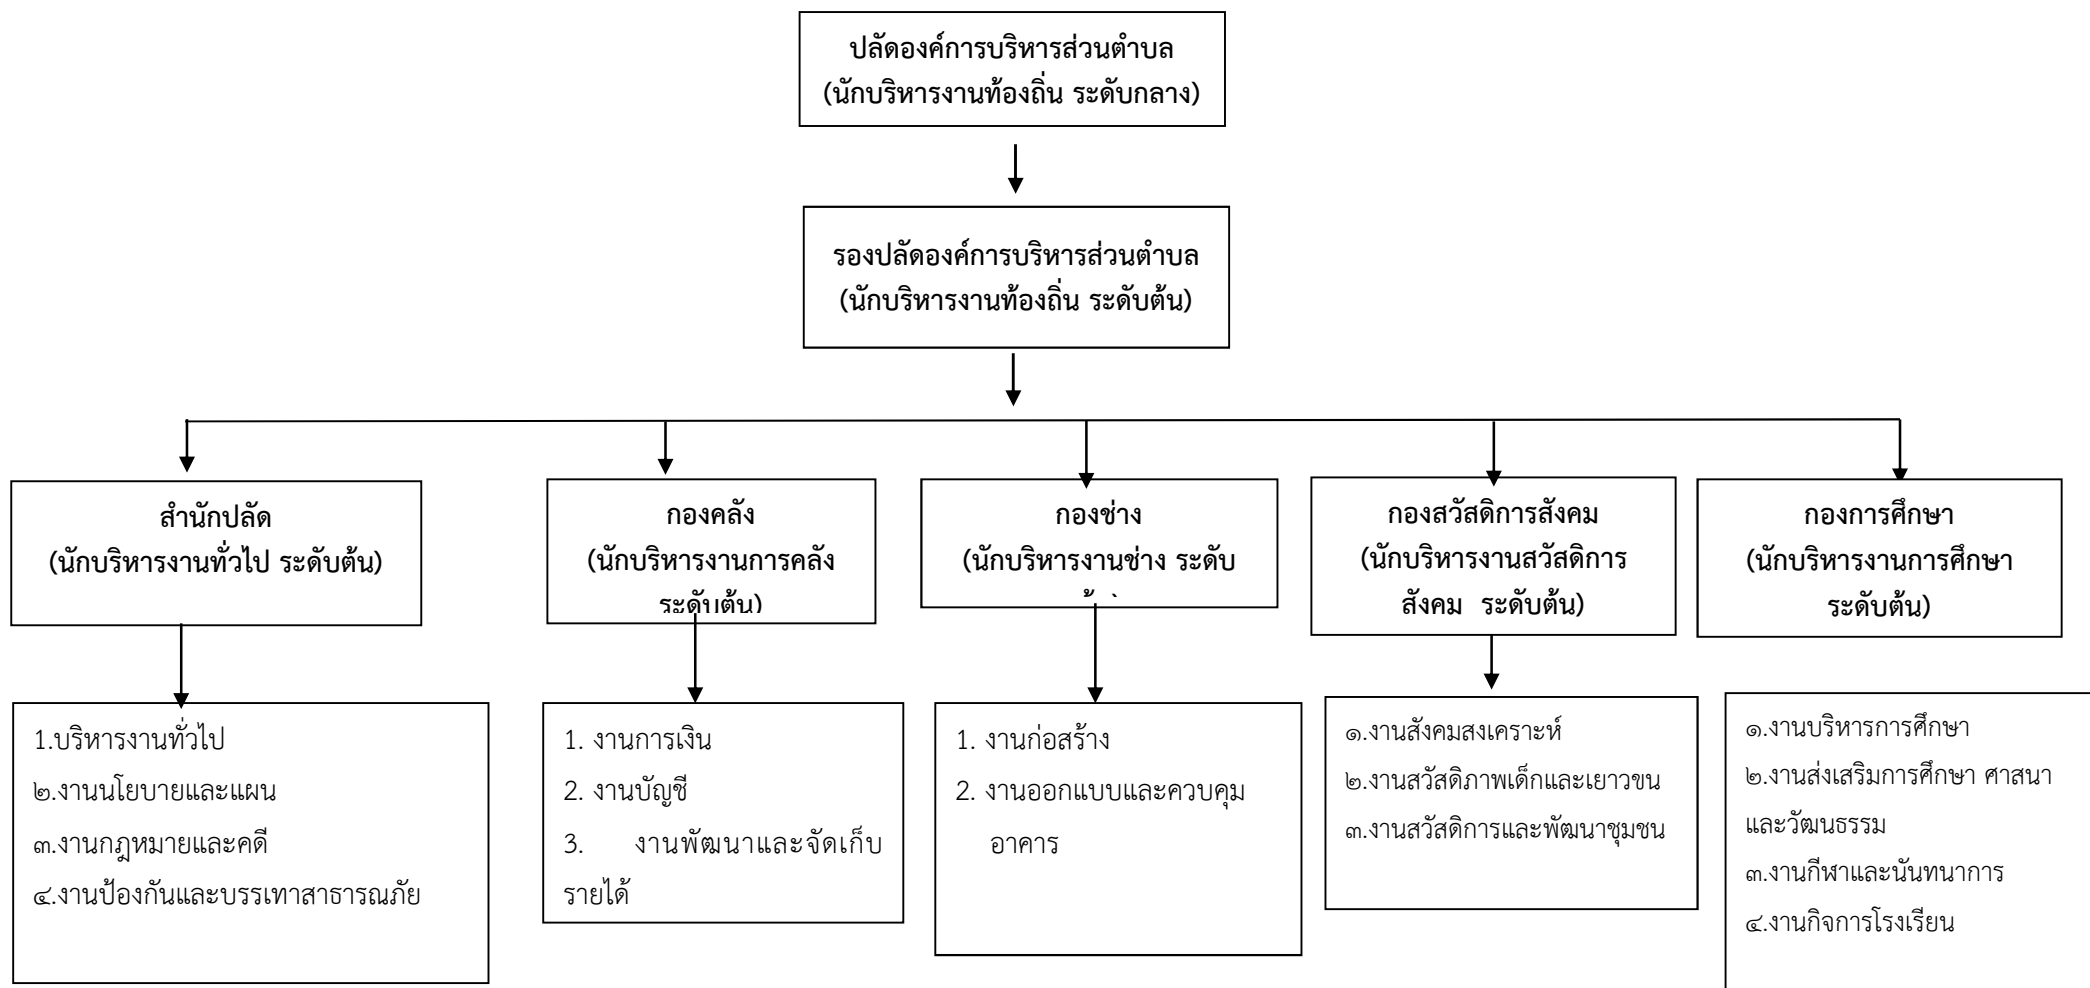 ปลัดองค์การบริหารส่วนตำบล
(นักบริหารงานท้องถิ่น ระดับกลาง)
รองปลัดองค์การบริหารส่วนตำบล
(นักบริหารงานท้องถิ่น ระดับต้น)
สำนักปลัด
(นักบริหารงานทั่วไป ระดับต้น)
กองคลัง
(นักบริหารงานการคลัง
ระดับต้น)
กองช่าง
(นักบริหารงานช่าง ระดับ
กองสวัสดิการสังคม
(นักบริหารงานสวัสดิการ
สังคม ระดับต้น)
กองการศึกษา
(นักบริหารงานการศึกษา
ระดับต้น)
1.บริหารงานทั่วไป
๒.งานนโยบายและแผน
๓.งานกฎหมายและคดี
๔.งานป้องกันและบรรเทาสาธารณภัย
1. งานการเงิน
2. งานบัญชี
3. งานพัฒนาและจัดเก็บ
รายได้
1. งานก่อสร้าง
2. งานออกแบบและควบคุม
อาคาร
๑.งานสังคมสงเคราะห์
๒.งานสวัสดิภาพเด็กและเยาวขน
๓.งานสวัสดิการและพัฒนาชุมชน
๑.งานบริหารการศึกษา
๒.งานส่งเสริมการศึกษา ศาสนา
และวัฒนธรรม
๓.งานกีฬาและนันทนาการ
๔.งานกิจการโรงเรียน